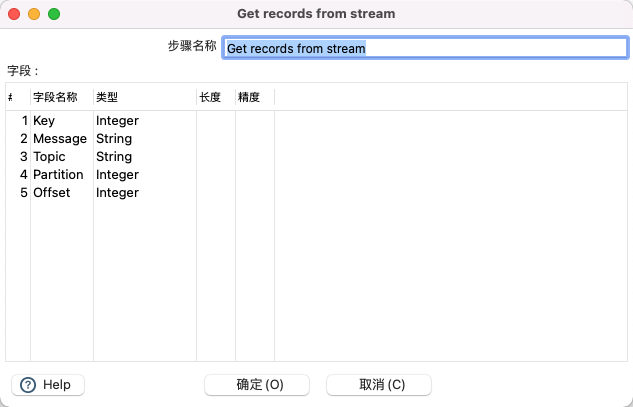 Get records from stream
步骤名称 Get records from stream
字段：
# 字段名称 类型 长度 精度
1 Key Integer
2 Message String
3 Topic String
4 Partition Integer
5 Offset Integer
? Help 确定(O) 取消(C)